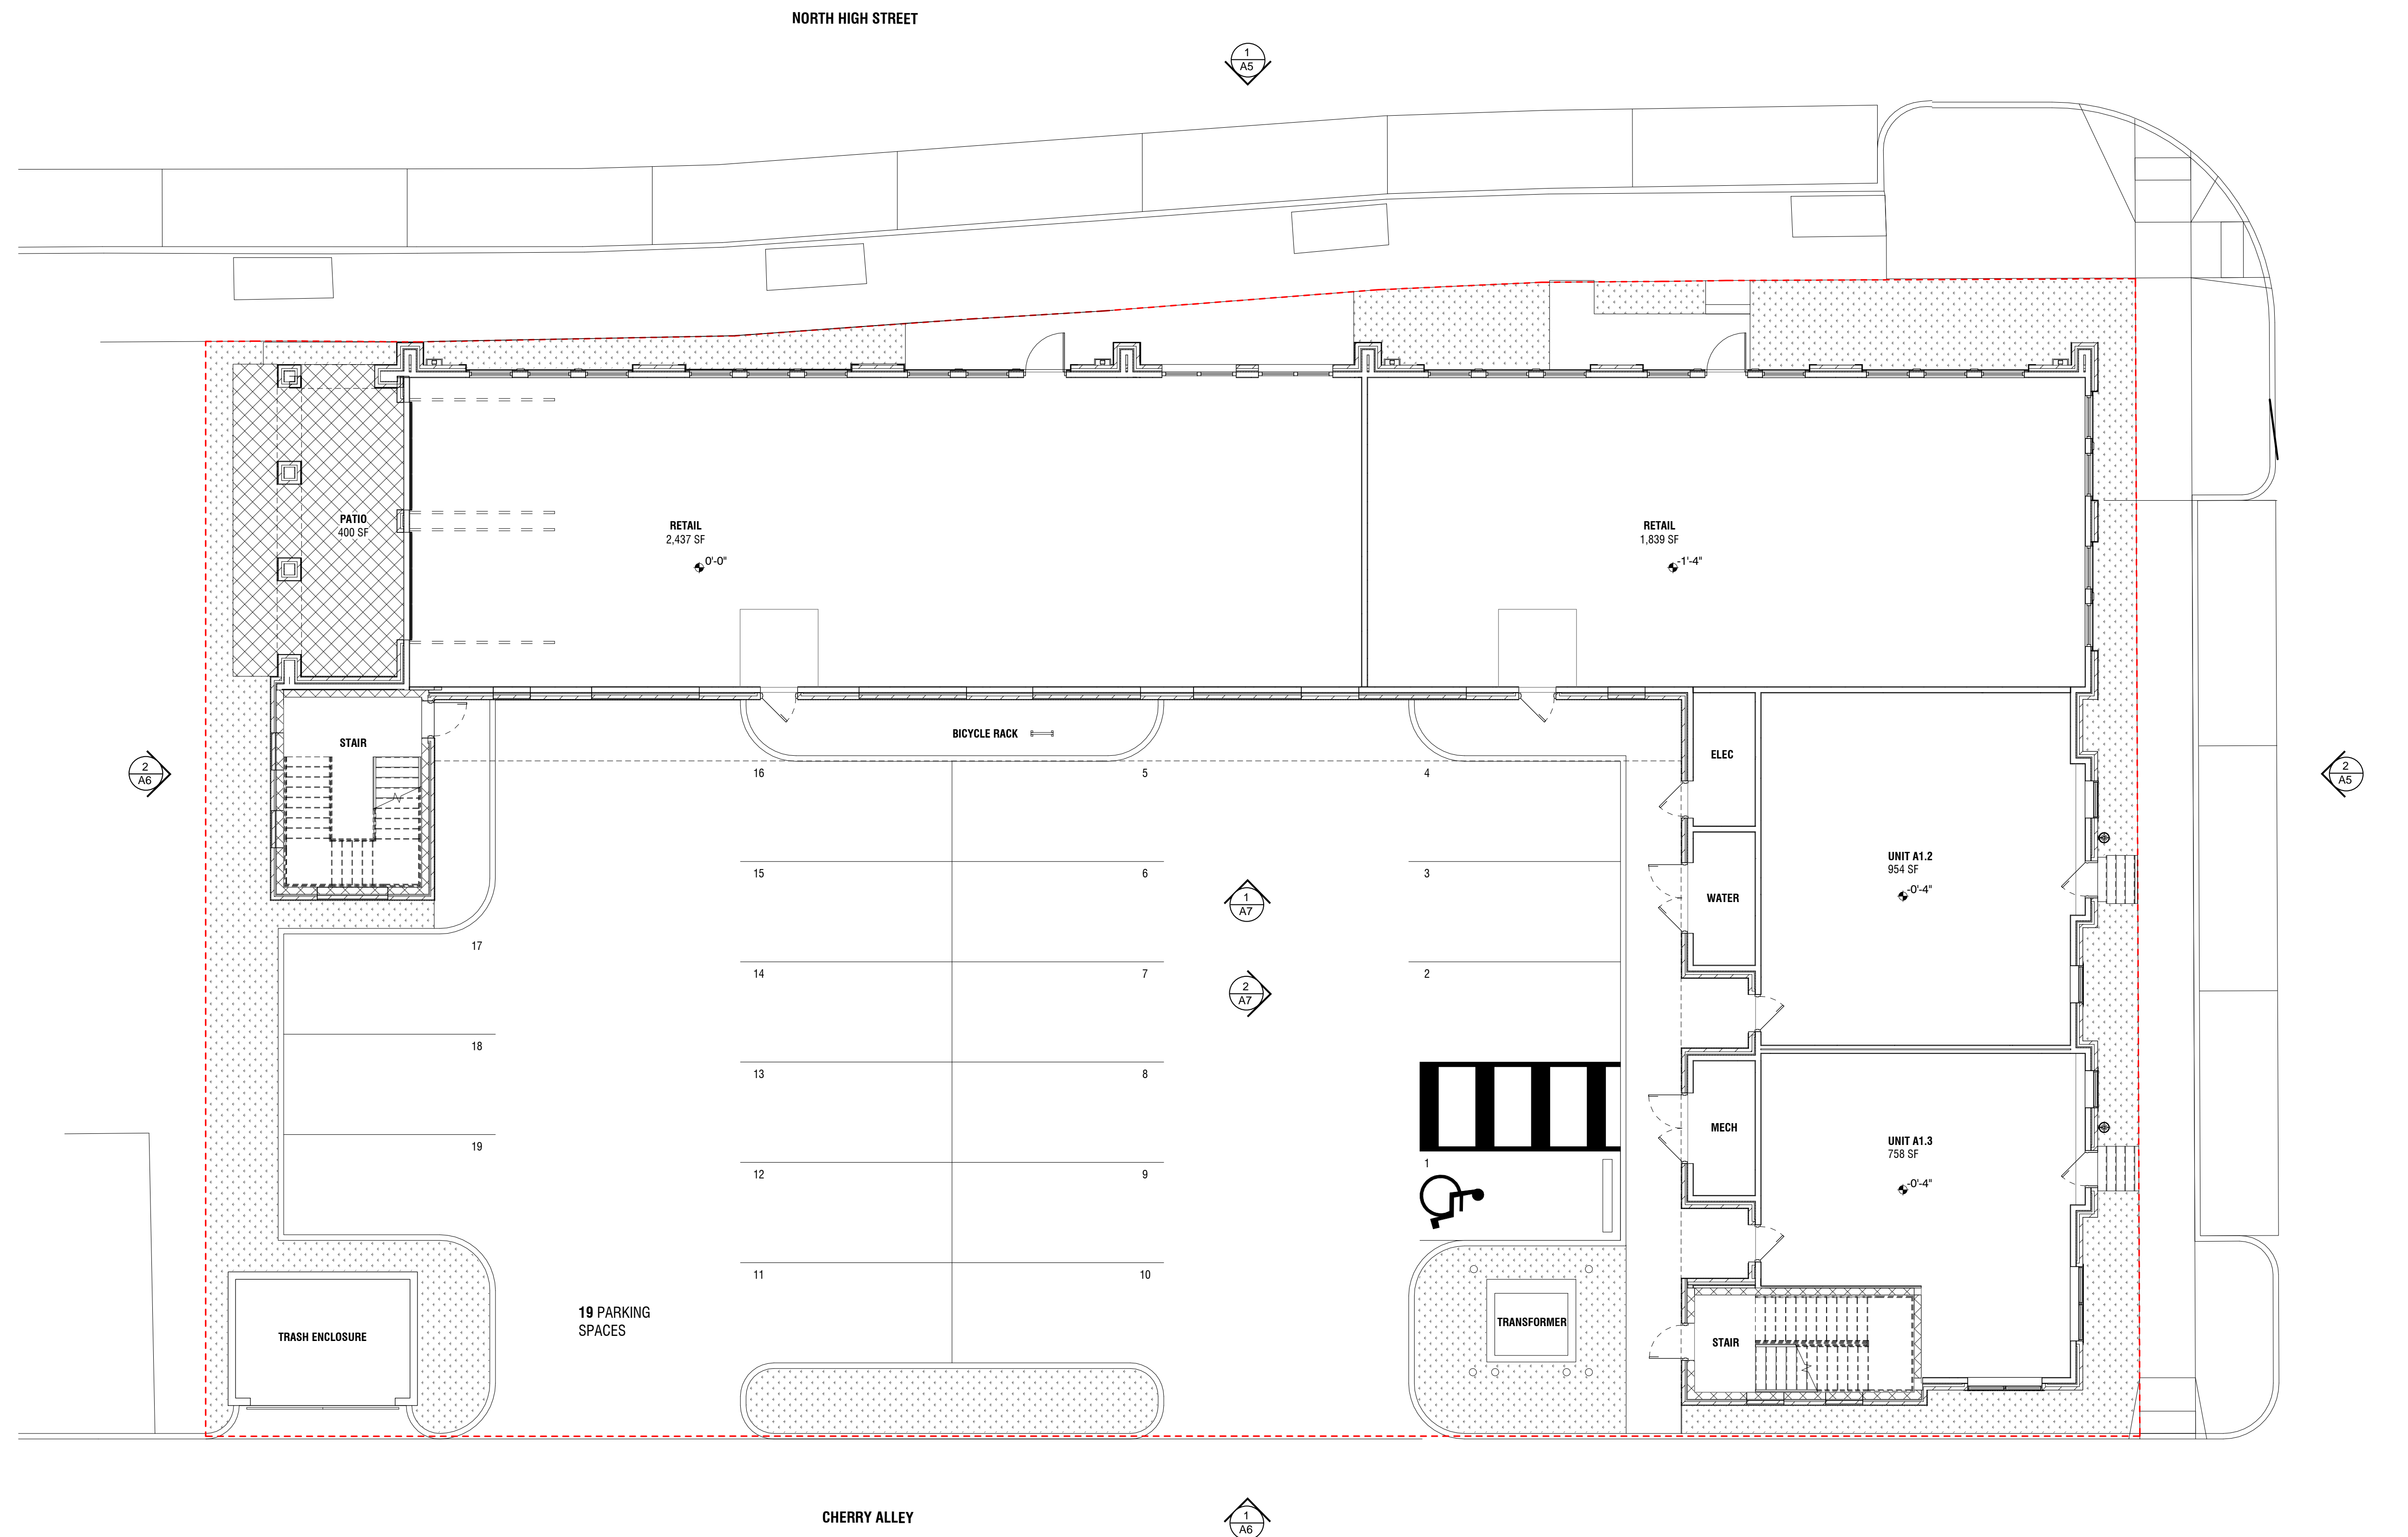 NORTH HIGH STREET
1
A5
PATIO
400 SF
RETAIL
2,437 SF
0'-0"
RETAIL
1,839 SF
-1'-4"
BICYCLE RACK
STAIR
ELEC
2
A6
2
A5
16
5
4
15
6
3
UNIT A1.2
954 SF
-0'-4"
WATER
1
A7
17
14
7
2
2
A7
18
13
8
MECH
UNIT A1.3
758 SF
-0'-4"
19
12
9
1
11
10
19 PARKING
SPACES
TRASH ENCLOSURE
TRANSFORMER
STAIR
CHERRY ALLEY
1
A6